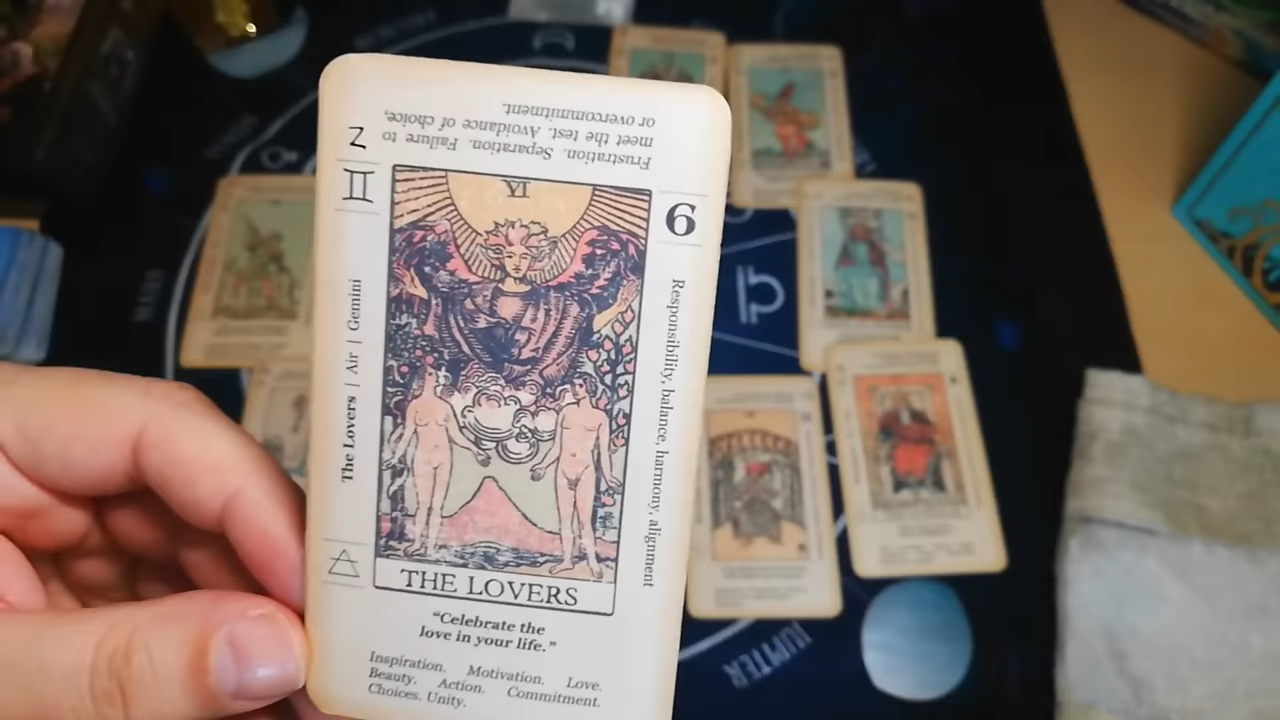 Frustration. Separation. Failure to
meet the test. Avoidance of choice,
or overcommitment.
VI
6
The Lovers | Air | Gemini
Responsibility, balance, harmony, alignment
THE LOVERS
“Celebrate the
love in your life.”
Inspiration. Motivation. Love.
Beauty. Action. Commitment.
Choices. Unity.
JUPITER
MARS